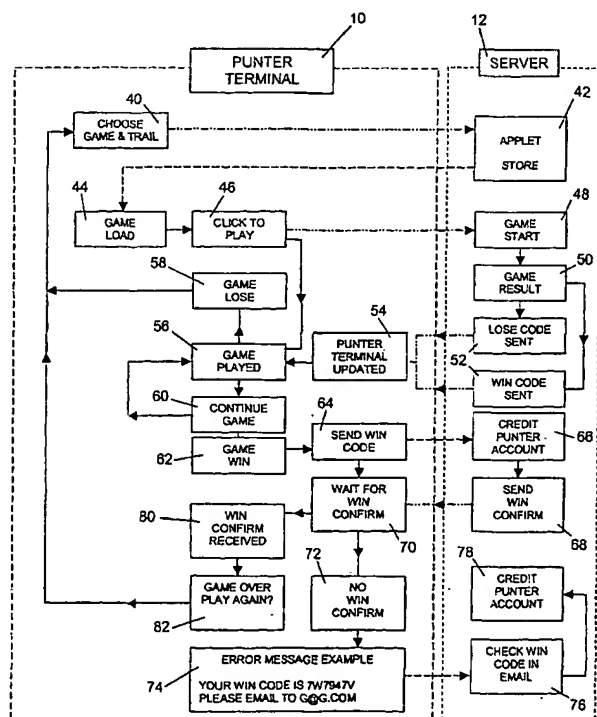 10
12
PUNTER
TERMINAL
SERVER
40
42
CHOOSE
GAME & TRAIL
APPLET
STORE
44
46
48
GAME
LOAD
CLICK TO
PLAY
GAME
START
58
50
GAME
LOSE
GAME
RESULT
54
56
LOSE CODE
SENT
GAME
PLAYED
PUNTER
TERMINAL
UPDATED
52
WIN CODE
SENT
60
CONTINUE
GAME
64
62
GAME
WIN
SEND WIN
CODE
CREDIT
PUNTER
ACCOUNT
68
80
WIN
CONFIRM
RECEIVED
WAIT FOR
WIN
CONFIRM
70
SEND
WIN
CONFIRM
68
72
78
GAME OVER
PLAY AGAIN?
82
NO
WIN
CONFIRM
CREDIT
PUNTER
ACCOUNT
74
ERROR MESSAGE EXAMPLE
YOUR WIN CODE IS 7W7947V
PLEASE EMAIL TO G@G.COM
CHECK WIN
CODE IN
EMAIL
76